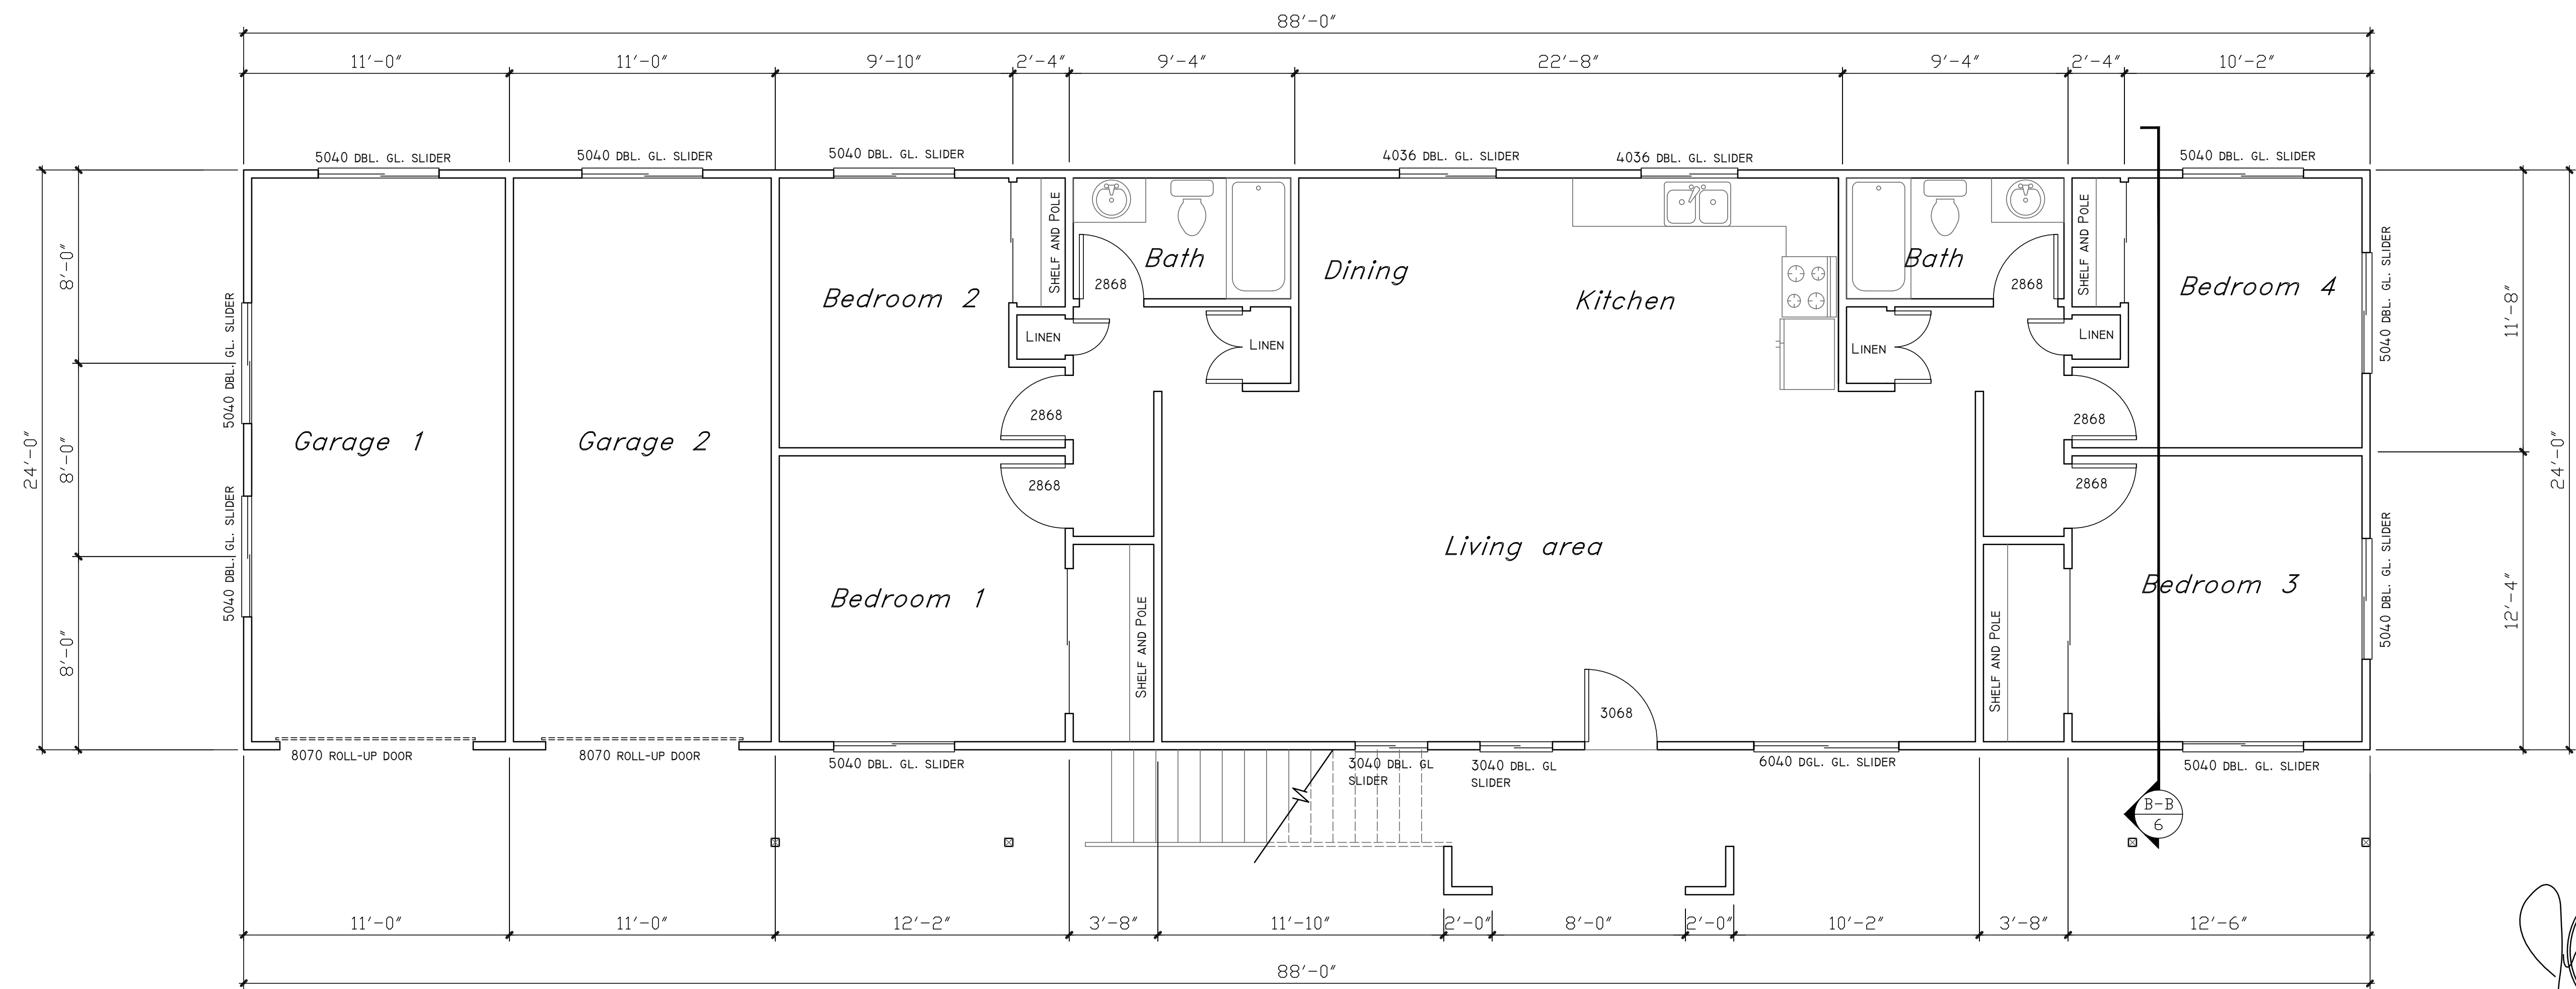 88'-0"
11'-0" 11'-0" 9'-10" 2'-4" 9'-4" 22'-8" 9'-4" 2'-4" 10'-2"
5040 DBL. GL. SLIDER
5040 DBL. GL. SLIDER
5040 DBL. GL. SLIDER
4036 DBL. GL. SLIDER
4036 DBL. GL. SLIDER
5040 DBL. GL. SLIDER
24'-0"
8'-0"
8'-0"
8'-0"
5040 DBL. GL. SLIDER
5040 DBL. GL. SLIDER
Garage 1
Garage 2
Bedroom 2
SHELF AND POLE
LINEN
2868
Bath
2868
LINEN
2868
2868
Bedroom 1
SHELF AND POLE
Dining
Kitchen
Living area
3068
Bath
2868
LINEN
SHELF AND POLE
LINEN
2868
2868
Bedroom 4
Bedroom 3
SHELF AND POLE
5040 DBL. GL. SLIDER
5040 DBL. GL. SLIDER
11'-8"
12'-4"
24'-0"
8070 ROLL-UP DOOR
8070 ROLL-UP DOOR
5040 DBL. GL. SLIDER
3040 DBL. GL
SLIDER
3040 DBL. GL
SLIDER
6040 DGL. GL. SLIDER
5040 DBL. GL. SLIDER
B-B
6
11'-0" 11'-0" 12'-2" 3'-8" 11'-10" 2'-0" 8'-0" 2'-0" 10'-2" 3'-8" 12'-6"
88'-0"